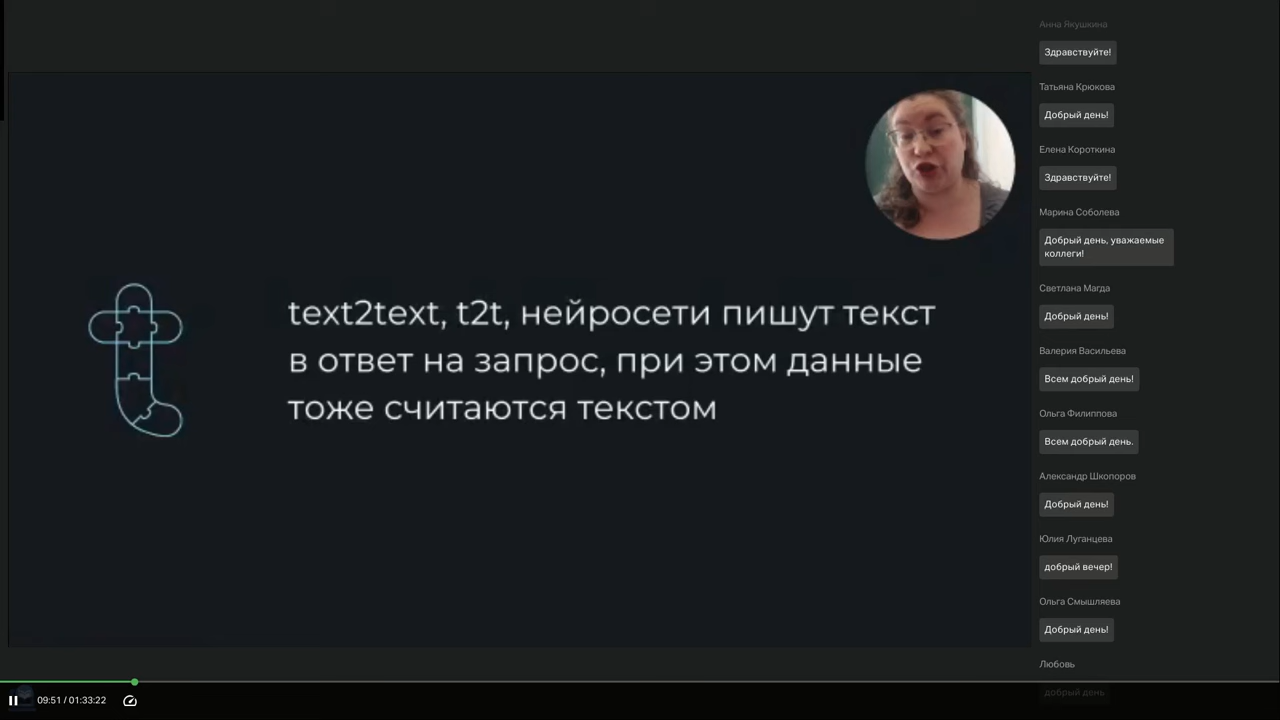 text2text, t2t, нейросети пишут текст
в ответ на запрос, при этом данные
тоже считаются текстом
Анна Якушкина
Здравствуйте!
Татьяна Крюкова
Добрый день!
Елена Короткина
Здравствуйте!
Марина Соболева
Добрый день, уважаемые
коллеги!
Светлана Магда
Добрый день!
Валерия Васильева
Всем добрый день!
Ольга Филиппова
Всем добрый день.
Александр Шкопоров
Добрый день!
Юлия Луганцева
добрый вечер!
Ольга Смышляева
Добрый день!
Любовь
добрый день
09:51 / 01:33:22